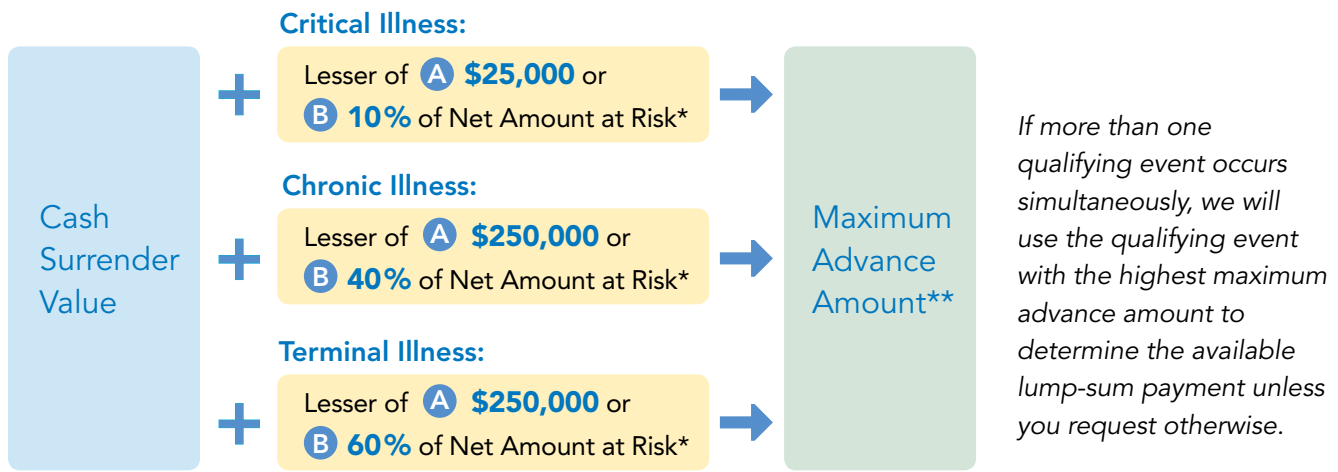 Cash
Surrender
Value
Critical Illness:
Lesser of A $25,000 or
B 10% of Net Amount at Risk*
Chronic Illness:
Lesser of A $250,000 or
B 40% of Net Amount at Risk*
Terminal Illness:
Lesser of A $250,000 or
B 60% of Net Amount at Risk*
Maximum
Advance
Amount**
If more than one
qualifying event occurs
simultaneously, we will
use the qualifying event
with the highest maximum
advance amount to
determine the available
lump-sum payment unless
you request otherwise.